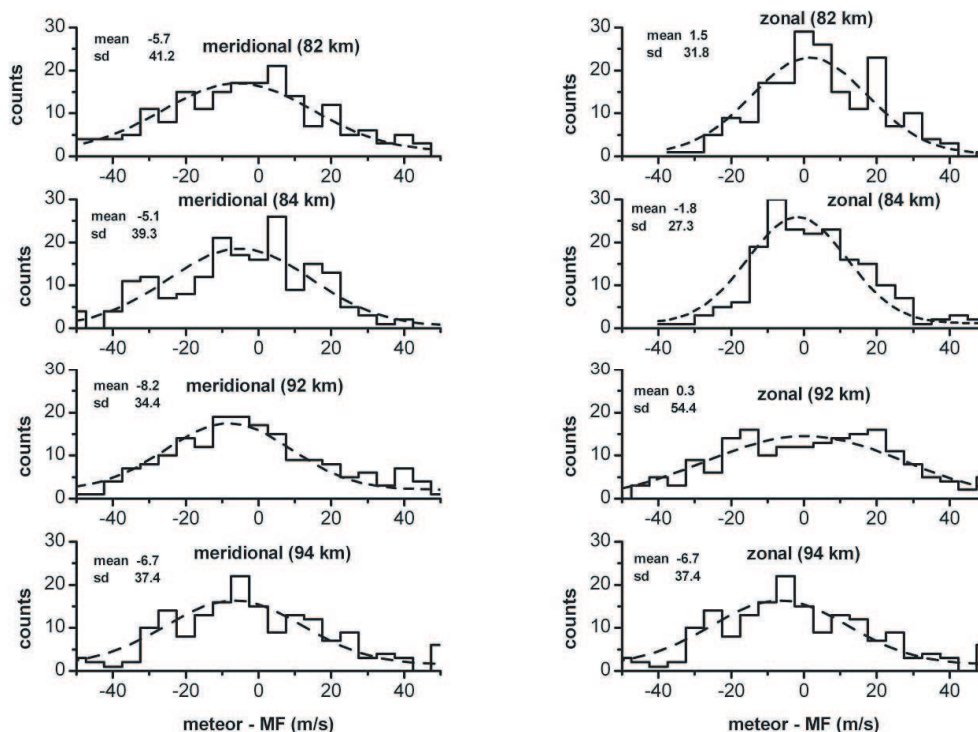 meridional (82 km)
mean -5.7
sd 41.2
counts
30
20
10
0
-40 -20 0 20 40
zonal (82 km)
mean 1.5
sd 31.8
counts
30
20
10
0
-40 -20 0 20 40
meridional (84 km)
mean -5.1
sd 39.3
counts
30
20
10
0
-40 -20 0 20 40
zonal (84 km)
mean -1.8
sd 27.3
counts
30
20
10
0
-40 -20 0 20 40
meridional (92 km)
mean -8.2
sd 34.4
counts
30
20
10
0
-40 -20 0 20 40
zonal (92 km)
mean 0.3
sd 54.4
counts
30
20
10
0
-40 -20 0 20 40
meridional (94 km)
mean -6.7
sd 37.4
counts
30
20
10
0
-40 -20 0 20 40
meteor - MF (m/s)
zonal (94 km)
mean -6.7
sd 37.4
counts
30
20
10
0
-40 -20 0 20 40
meteor - MF (m/s)